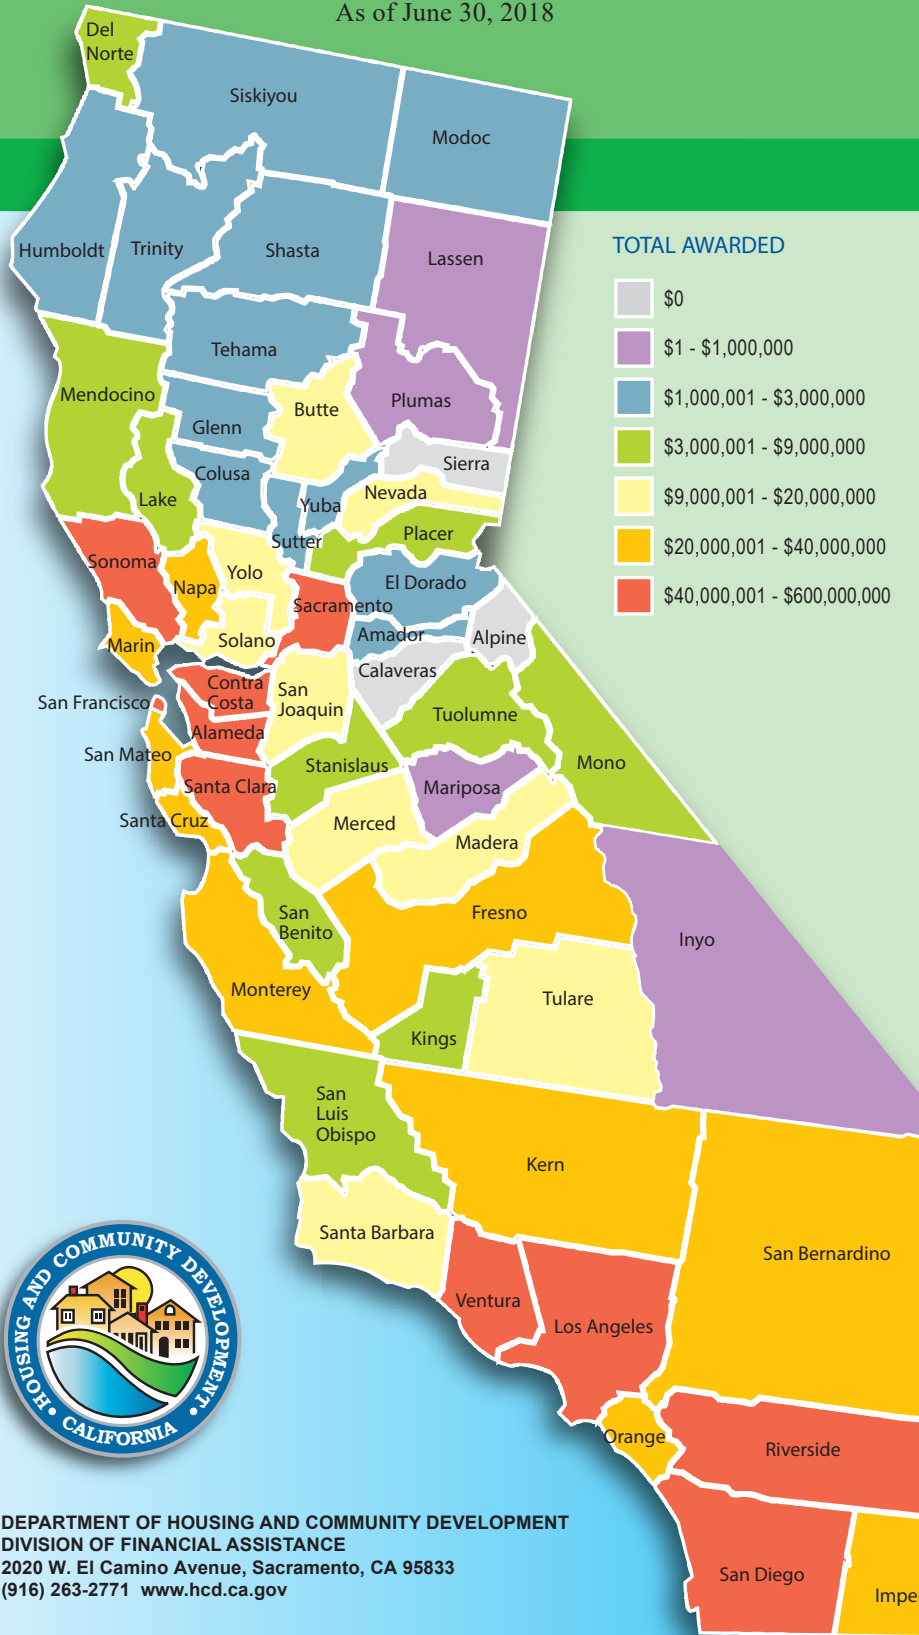 As of June 30, 2018
Del
Norte
Siskiyou
Modoc
Humboldt
Trinity
Shasta
Lassen
TOTAL AWARDED
$0
$1 - $1,000,000
$1,000,001 - $3,000,000
$3,000,001 - $9,000,000
$9,000,001 - $20,000,000
$20,000,001 - $40,000,000
$40,000,001 - $600,000,000
Tehama
Mendocino
Butte
Plumas
Glenn
Colusa
Sierra
Lake
Yuba
Nevada
Sutter
Placer
Sonoma
Napa
Yolo
El Dorado
Sacramento
Marin
Solano
Amador
Alpine
Calaveras
Contra
Costa
San
Joaquin
San Francisco
Tuolumne
Alameda
San Mateo
Stanislaus
Mono
Santa Clara
Mariposa
Santa Cruz
Merced
Madera
San
Benito
Fresno
Inyo
Monterey
Tulare
Kings
San
Luis
Obispo
Kern
Santa Barbara
San Bernardino
Ventura
Los Angeles
Orange
Riverside
San Diego
Impe
HOUSING AND COMMUNITY DEVELOPMENT
• CALIFORNIA •
DEPARTMENT OF HOUSING AND COMMUNITY DEVELOPMENT
DIVISION OF FINANCIAL ASSISTANCE
2020 W. El Camino Avenue, Sacramento, CA 95833
(916) 263-2771 www.hcd.ca.gov